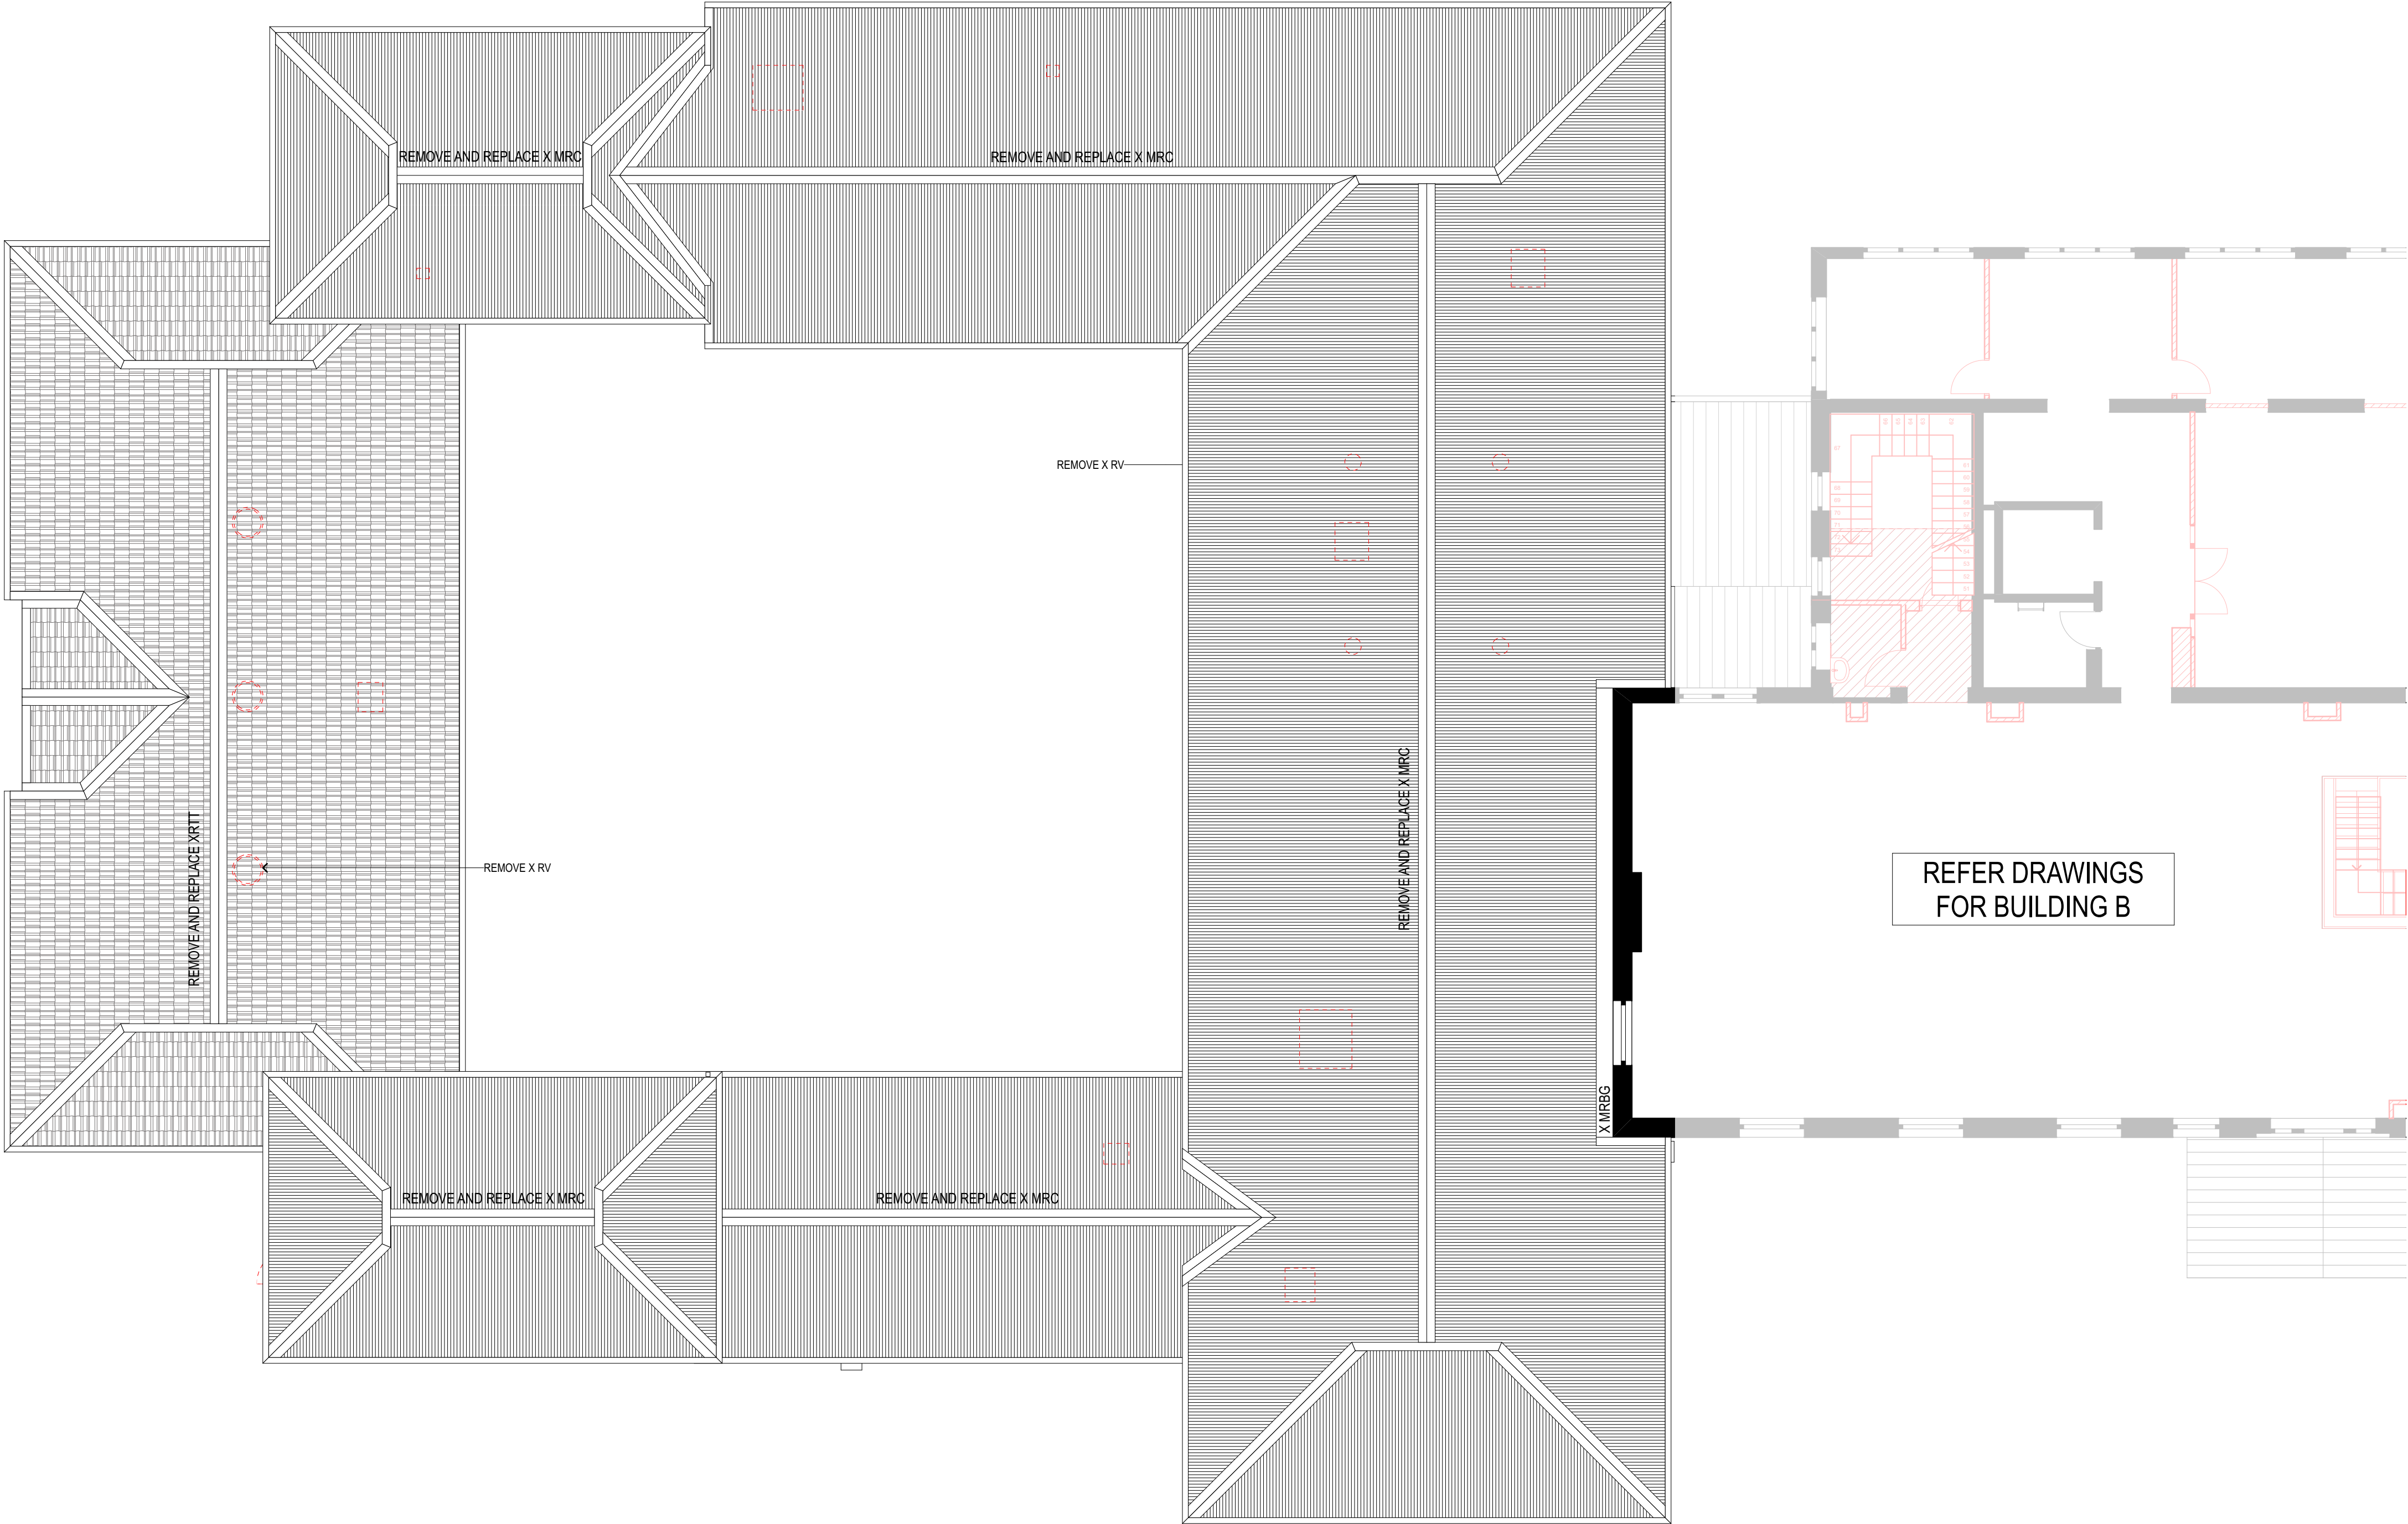 REMOVE AND REPLACE X MRC
REMOVE AND REPLACE X MRC
REMOVE X RV
REMOVE AND REPLACE XRTT
REMOVE X RV
REMOVE AND REPLACE X MRC
REFER DRAWINGS
FOR BUILDING B
X MRBG
REMOVE AND REPLACE X MRC
REMOVE AND REPLACE X MRC